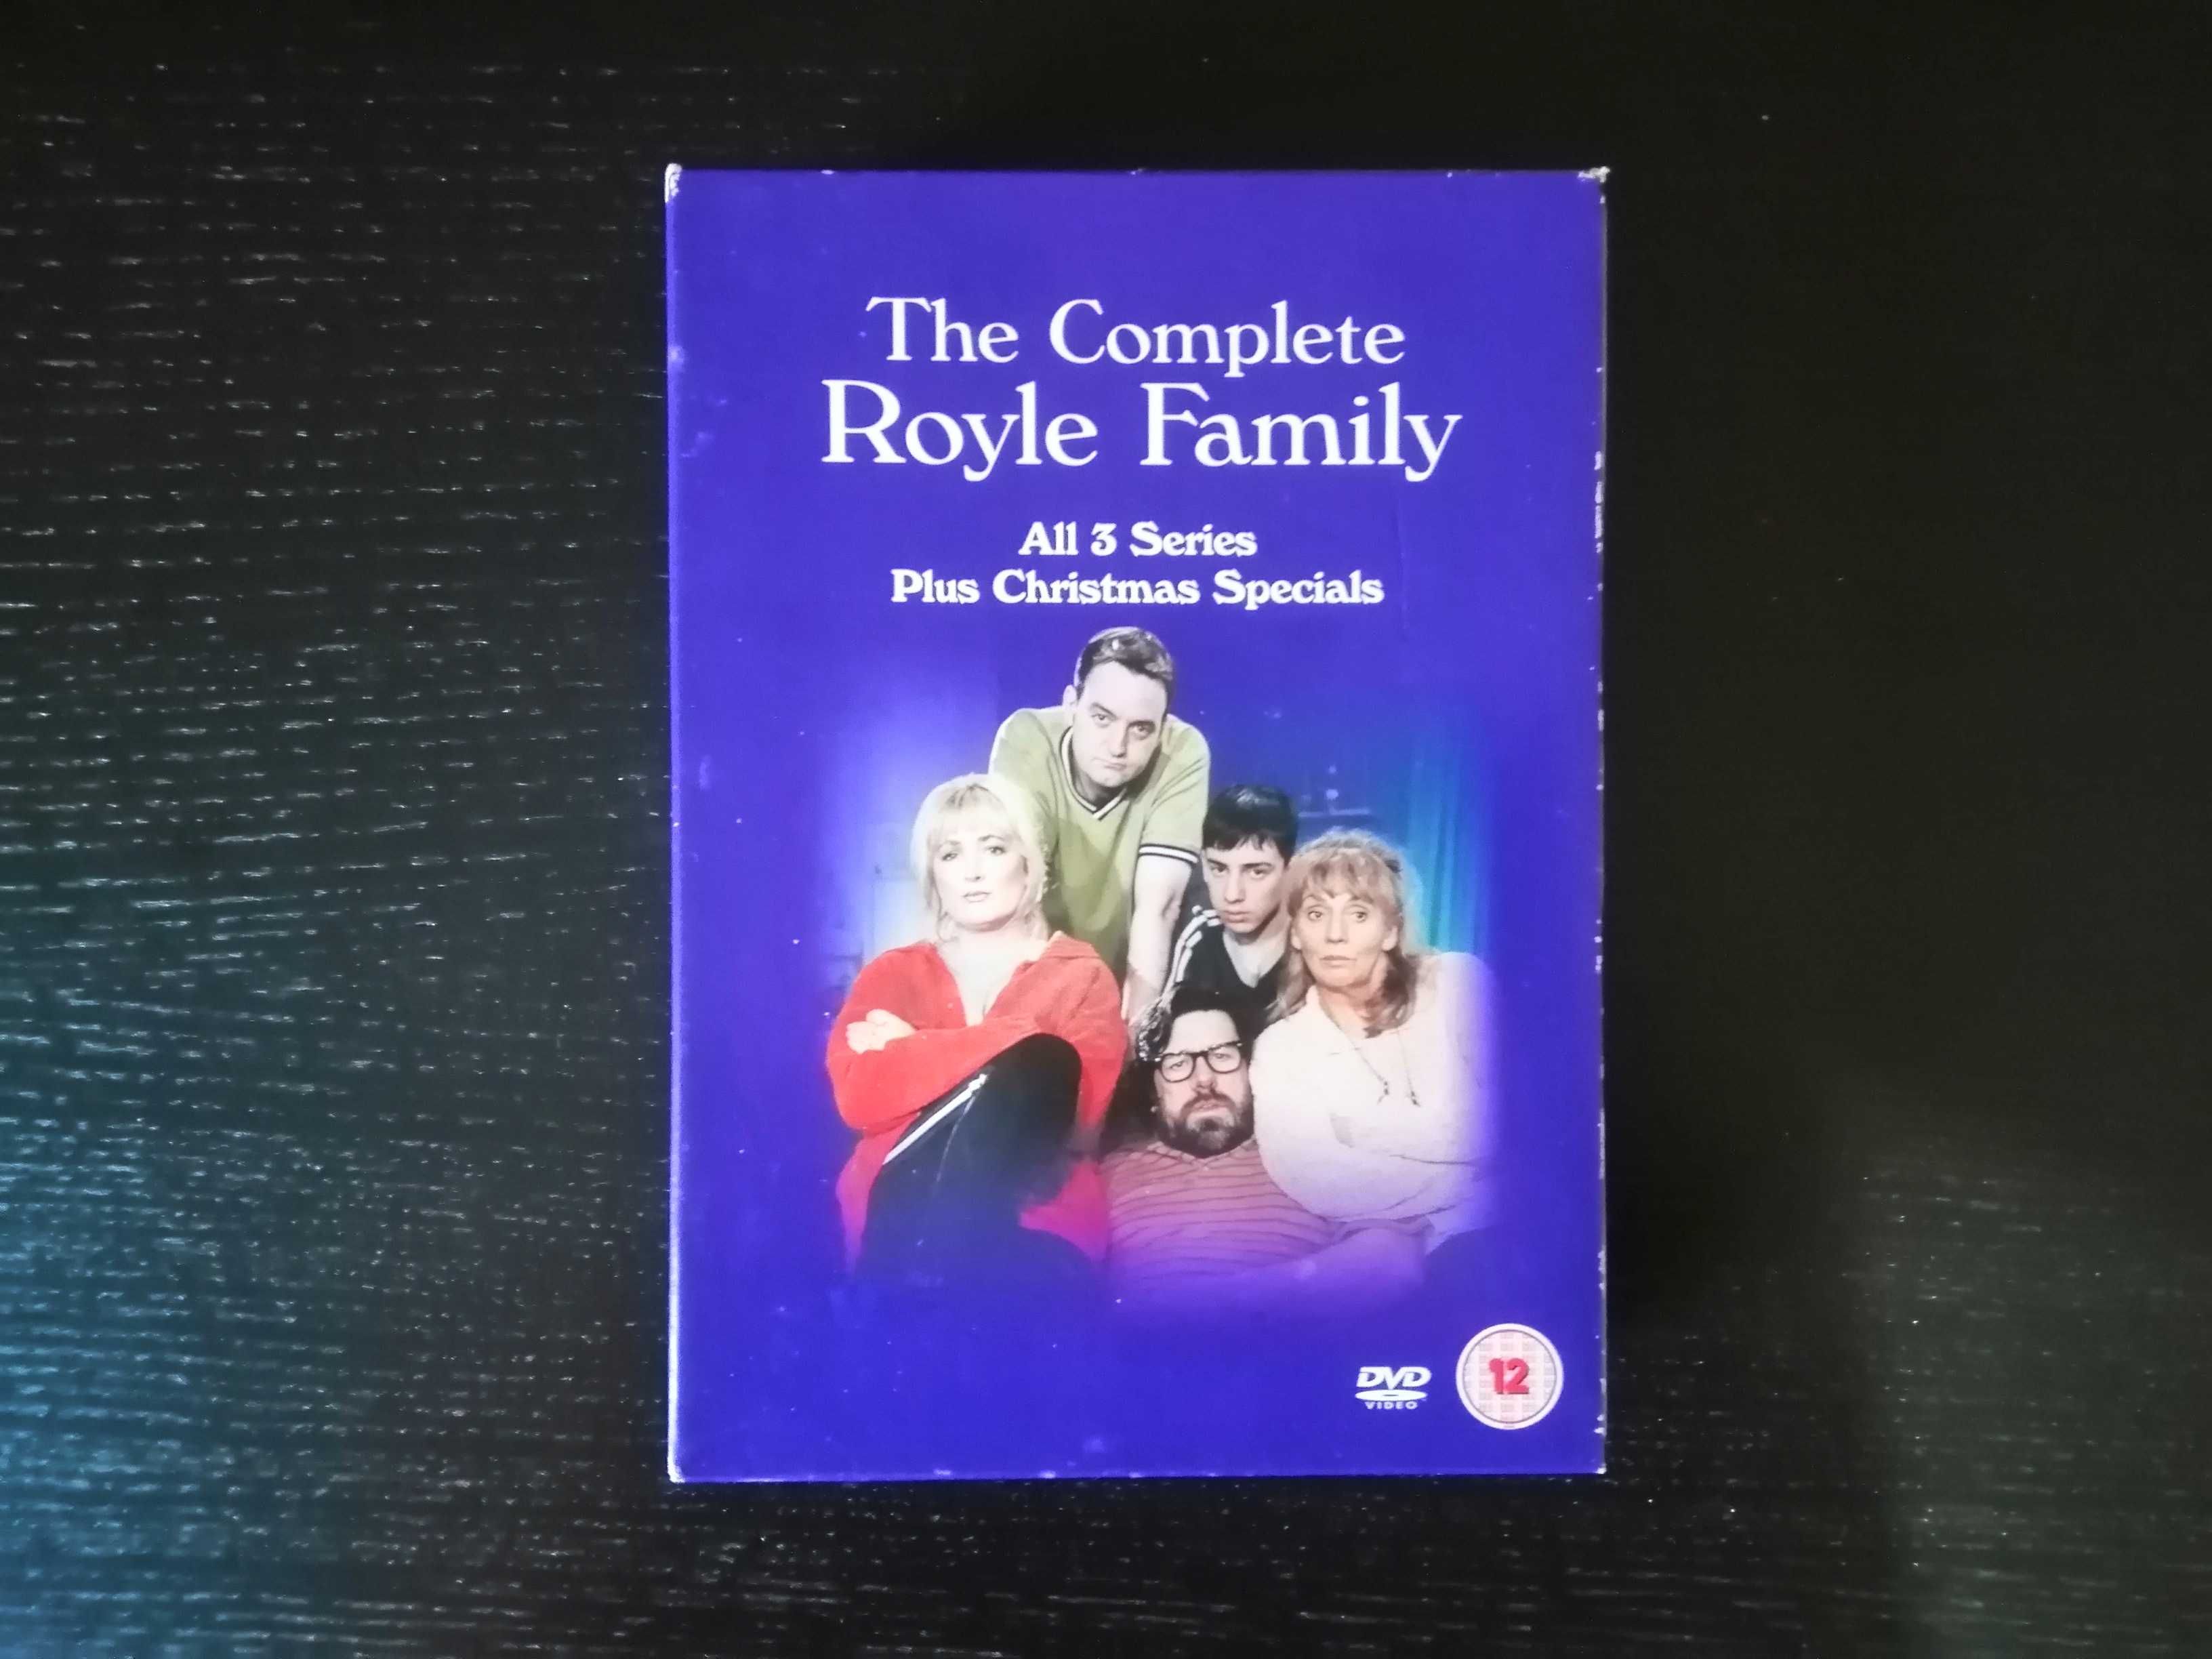 The Complete
Royle Family
All 3 Series
Plus Christmas Specials
DVD
VIDEO
12